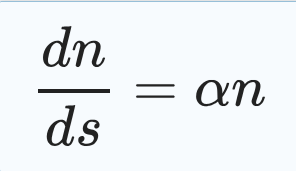 dn/ds = αn